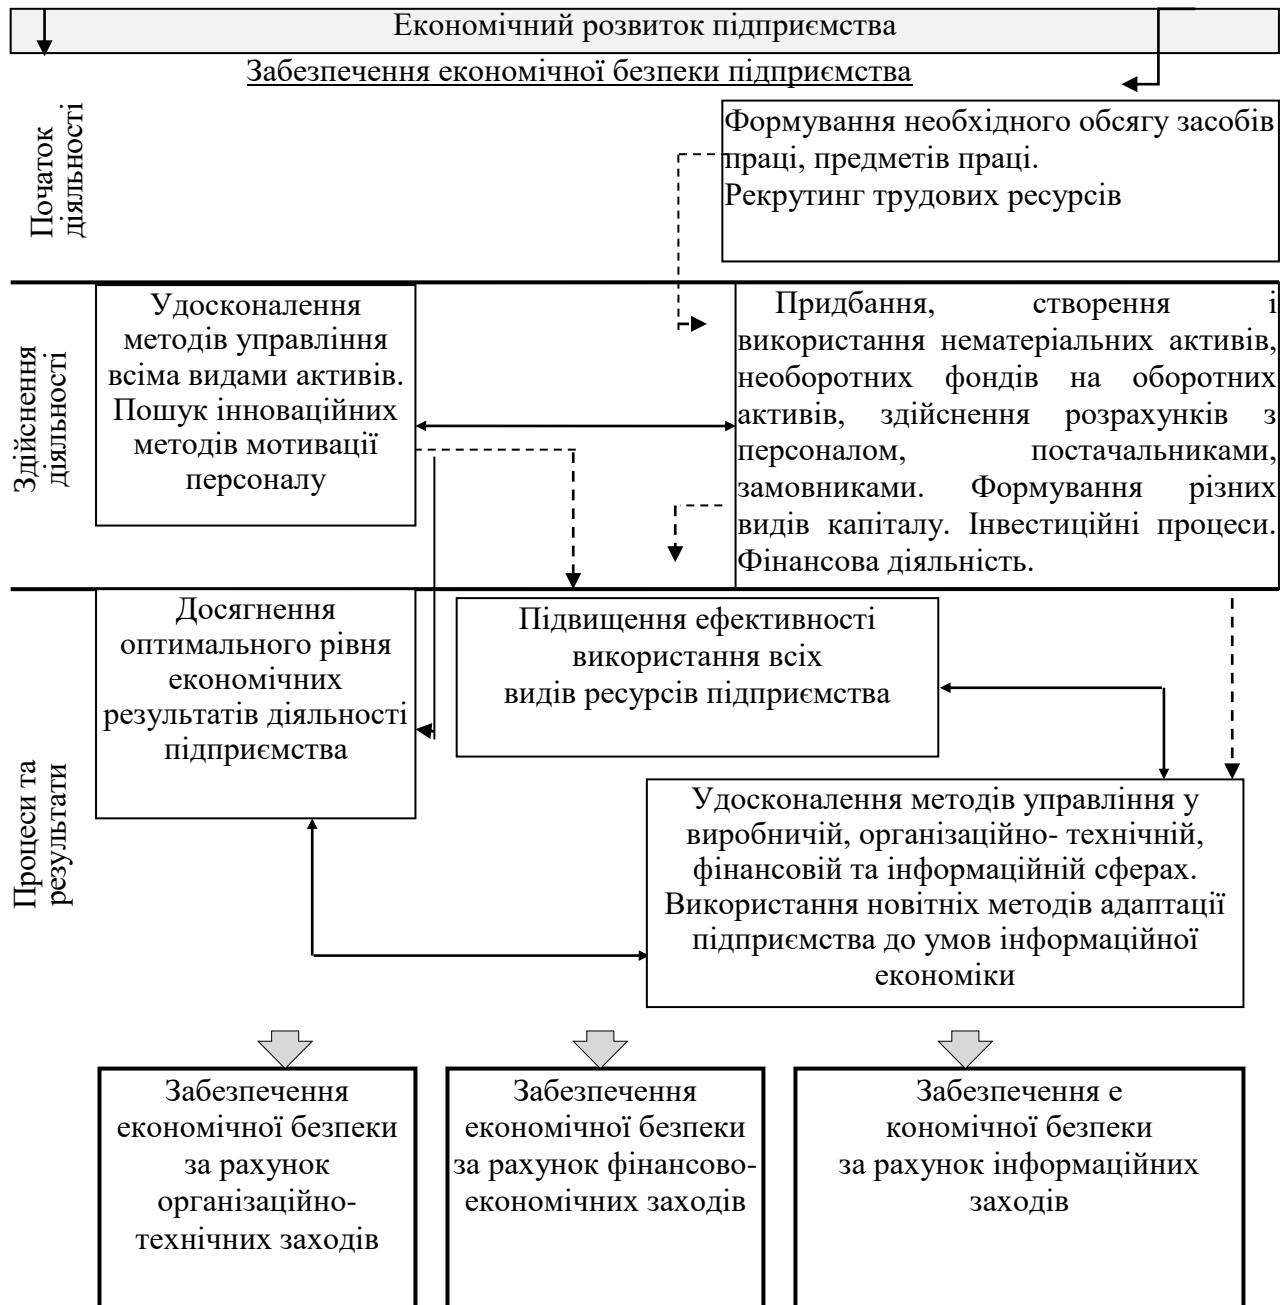 Економічний розвиток підприємства
Забезпечення економічної безпеки підприємства
Початок
діяльності
Формування необхідного обсягу засобів
праці, предметів праці.
Рекрутинг трудових ресурсів
Здійснення
діяльності
Удосконалення
методів управління
всіма видами активів.
Пошук інноваційних
методів мотивації
персоналу
Придбання, створення і
використання нематеріальних активів,
необоротних фондів на оборотних
активів, здійснення розрахунків з
персоналом, постачальниками,
замовниками. Формування різних
видів капіталу. Інвестиційні процеси.
Фінансова діяльність.
Процеси та
результати
Досягнення
оптимального рівня
економічних
результатів діяльності
підприємства
Підвищення ефективності
використання всіх
видів ресурсів підприємства
Удосконалення методів управління у
виробничій, організаційно- технічній,
фінансовій та інформаційній сферах.
Використання новітніх методів адаптації
підприємства до умов інформаційної
економіки
Забезпечення
економічної безпеки
за рахунок
організаційно-
технічних заходів
Забезпечення
економічної безпеки
за рахунок фінансово-
економічних заходів
Забезпечення е
кономічної безпеки
за рахунок інформаційних
заходів